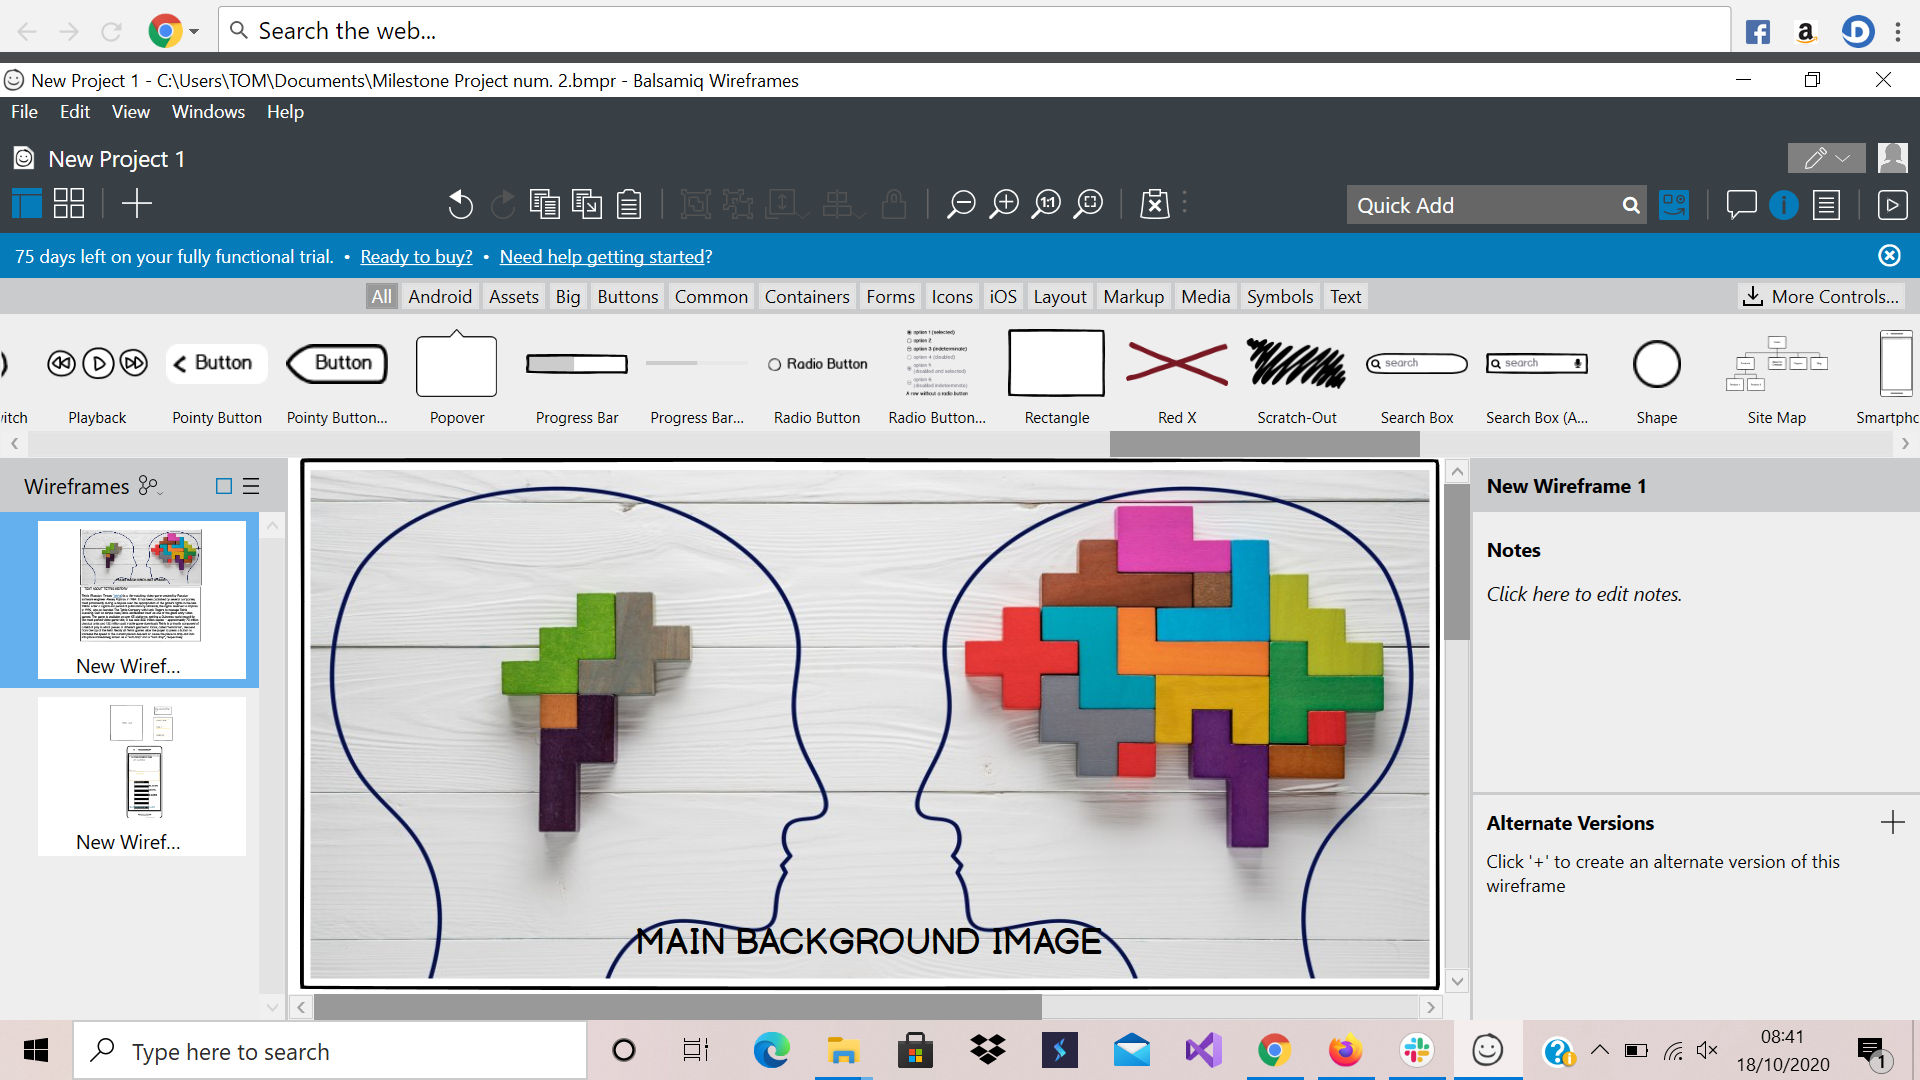 Search the web...
New Project 1 - C:\Users\TOM\Documents\Milestone Project num. 2.bmpr - Balsamiq Wireframes
File Edit View Windows Help
New Project 1
1:1
Quick Add
75 days left on your fully functional trial. • Ready to buy? • Need help getting started?
All Android Assets Big Buttons Common Containers Forms Icons iOS Layout Markup Media Symbols Text More Controls...
Button Button Radio Button search search
itch Playback Pointy Button Pointy Button... Popover Progress Bar Progress Bar... Radio Button Radio Button... Rectangle Red X Scratch-Out Search Box Search Box (A... Shape Site Map Smartphc
Wireframes
New Wiref...
New Wiref...
MAIN BACKGROUND IMAGE
New Wireframe 1
Notes
Click here to edit notes.
Alternate Versions
Click '+' to create an alternate version of this
wireframe
Type here to search
08:41
18/10/2020
1